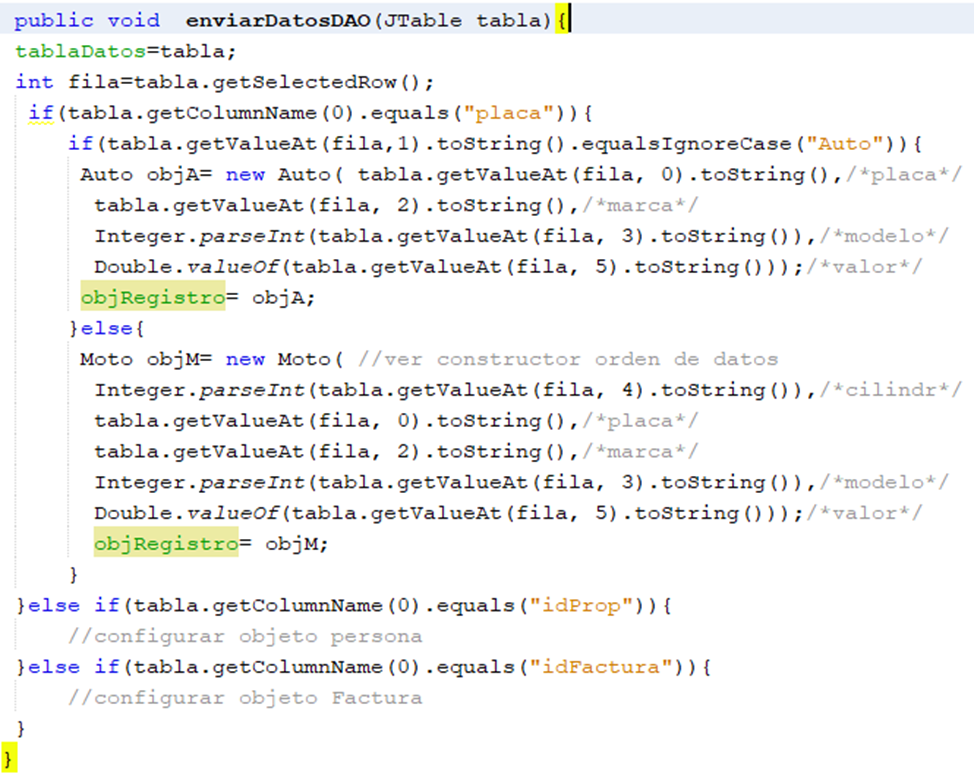 public void  enviarDatosDAO(JTable tabla){
tablaDatos=tabla;
int fila=tabla.getSelectedRow();
if(tabla.getColumnName(0).equals("placa")){
if(tabla.getValueAt(fila,1).toString().equalsIgnoreCase("Auto")){
Auto objA= new Auto( tabla.getValueAt(fila, 0).toString(),/*placa*/
tabla.getValueAt(fila, 2).toString(),/*marca*/
Integer.parseInt(tabla.getValueAt(fila, 3).toString()),/*modelo*/
Double.valueOf(tabla.getValueAt(fila, 5).toString()));/*valor*/
objRegistro= objA;
}else{
Moto objM= new Moto( //ver constructor orden de datos
Integer.parseInt(tabla.getValueAt(fila, 4).toString()),/*cilindr*/
tabla.getValueAt(fila, 0).toString(),/*placa*/
tabla.getValueAt(fila, 2).toString(),/*marca*/
Integer.parseInt(tabla.getValueAt(fila, 3).toString()),/*modelo*/
Double.valueOf(tabla.getValueAt(fila, 5).toString()));/*valor*/
objRegistro= objM;
}
}else if(tabla.getColumnName(0).equals("idProp")){
//configurar objeto persona
}else if(tabla.getColumnName(0).equals("idFactura")){
//configurar objeto Factura
}
}